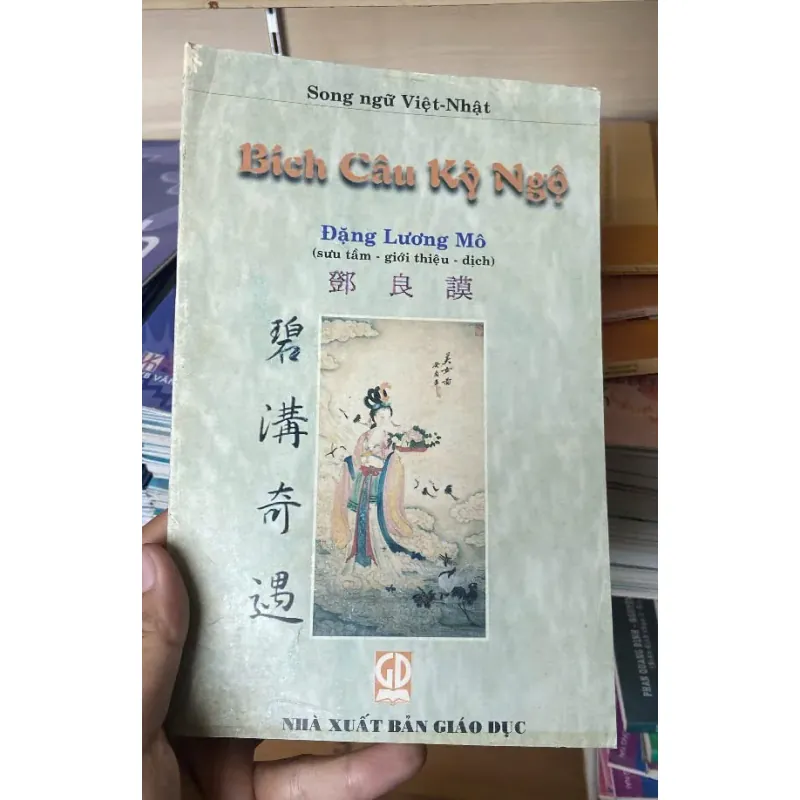 Song ngữ Việt-Nhật
Bích Câu Kỳ Ngộ
Đặng Lương Mô
(sưu tầm - giới thiệu - dịch)
鄧良謨
碧溝奇遇
GD
NHÀ XUẤT BẢN GIÁO DỤC